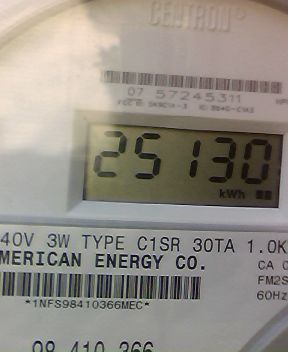 CENTRON®
07 57245311
25130
kWh
40V 3W TYPE C1SR 30TA 1.0K
MERICAN ENERGY CO.
CA 0
FM2S
60Hz
*1NFS98410366MEC*
98 410 366